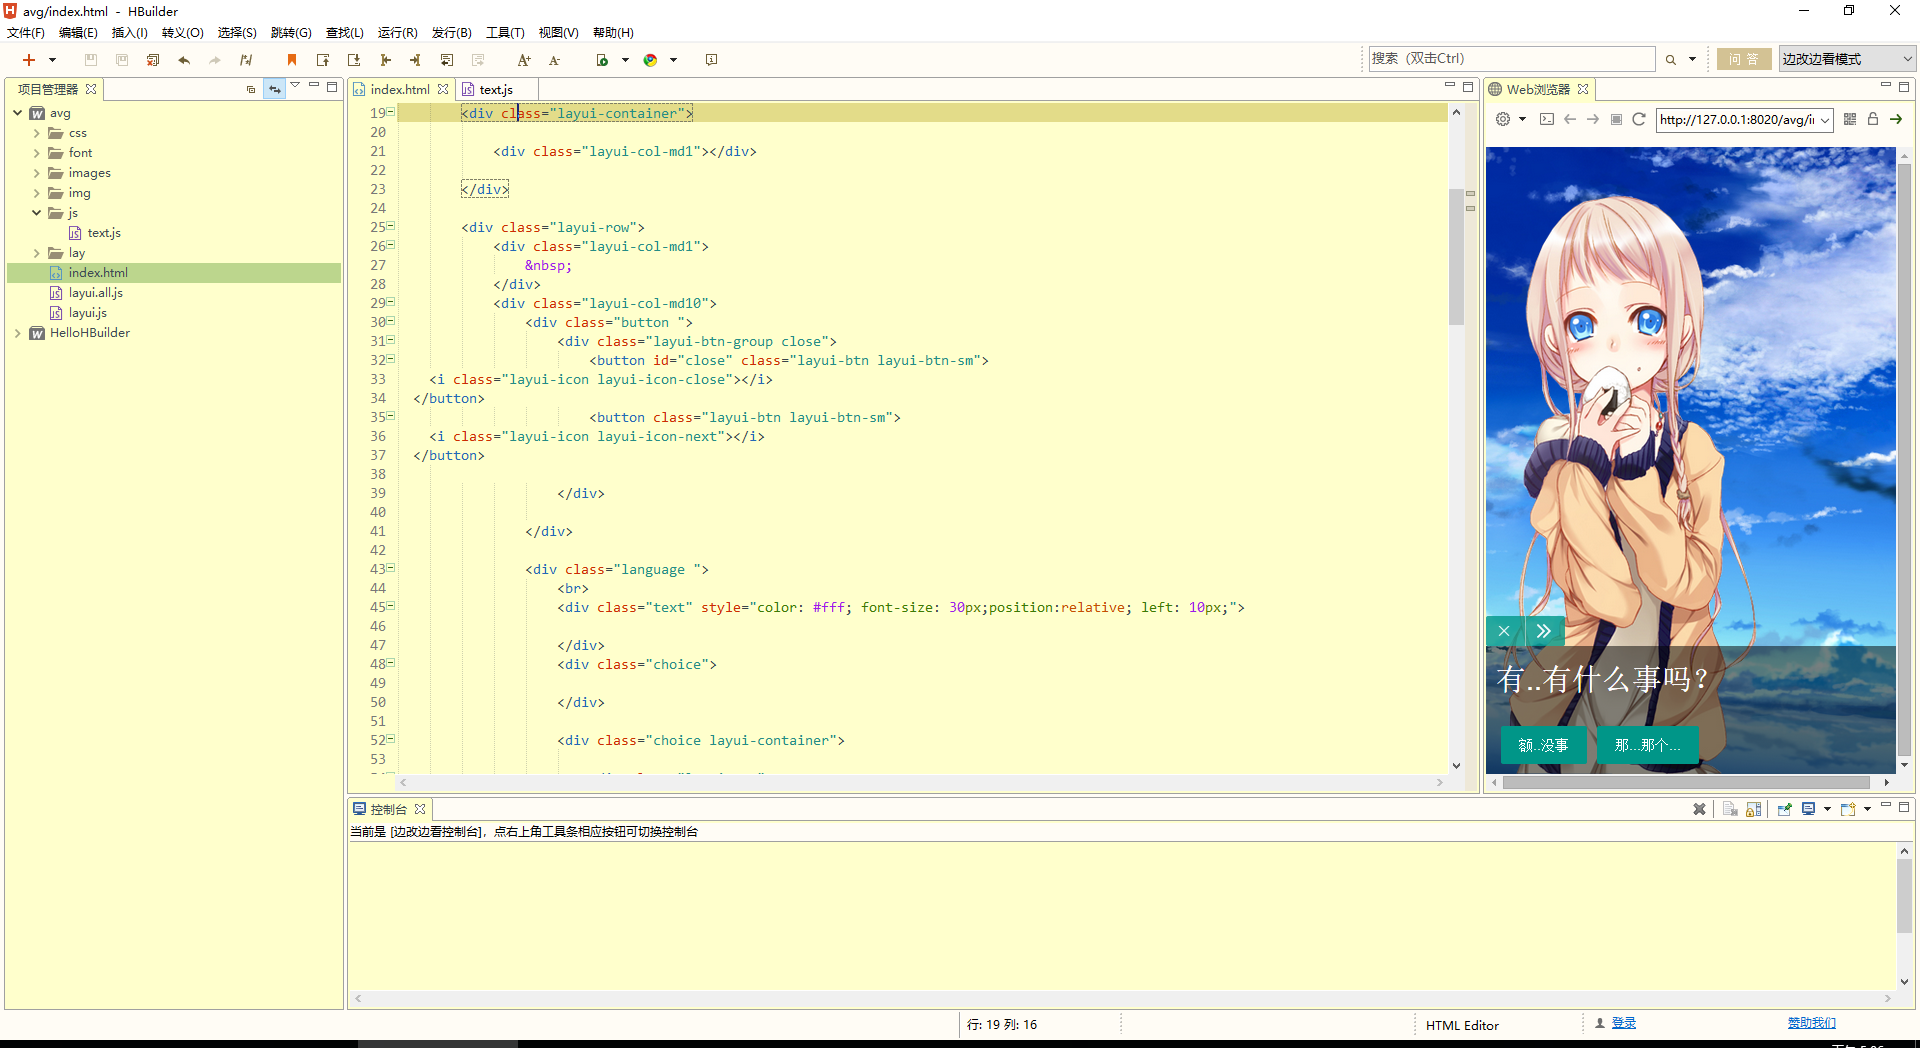 avg/index.html - HBuilder
文件(F) 编辑(E) 插入(I) 转义(O) 选择(S) 跳转(G) 查找(L) 运行(R) 发行(B) 工具(T) 视图(V) 帮助(H)
搜索（双击Ctrl）
问 答
边改边看模式
项目管理器
avg
css
font
images
img
js
text.js
lay
index.html
layui.all.js
layui.js
HelloHBuilder
index.html
text.js
19 <div class="layui-container">
20
21 <div class="layui-col-md1"></div>
22
23 </div>
24
25 <div class="layui-row">
26 <div class="layui-col-md1">
27 &nbsp;
28 </div>
29 <div class="layui-col-md10">
30 <div class="button ">
31 <div class="layui-btn-group close">
32 <button id="close" class="layui-btn layui-btn-sm">
33 <i class="layui-icon layui-icon-close"></i>
34 </button>
35 <button class="layui-btn layui-btn-sm">
36 <i class="layui-icon layui-icon-next"></i>
37 </button>
38
39 </div>
40
41 </div>
42
43 <div class="language ">
44 <br>
45 <div class="text" style="color: #fff; font-size: 30px;position:relative; left: 10px;">
46
47 </div>
48 <div class="choice">
49
50 </div>
51
52 <div class="choice layui-container">
53
Web浏览器
http://127.0.0.1:8020/avg/i
有..有什么事吗?
额..没事
那...那个...
控制台
当前是 [边改边看控制台]，点右上角工具条相应按钮可切换控制台
行: 19 列: 16
HTML Editor
登录
赞助我们